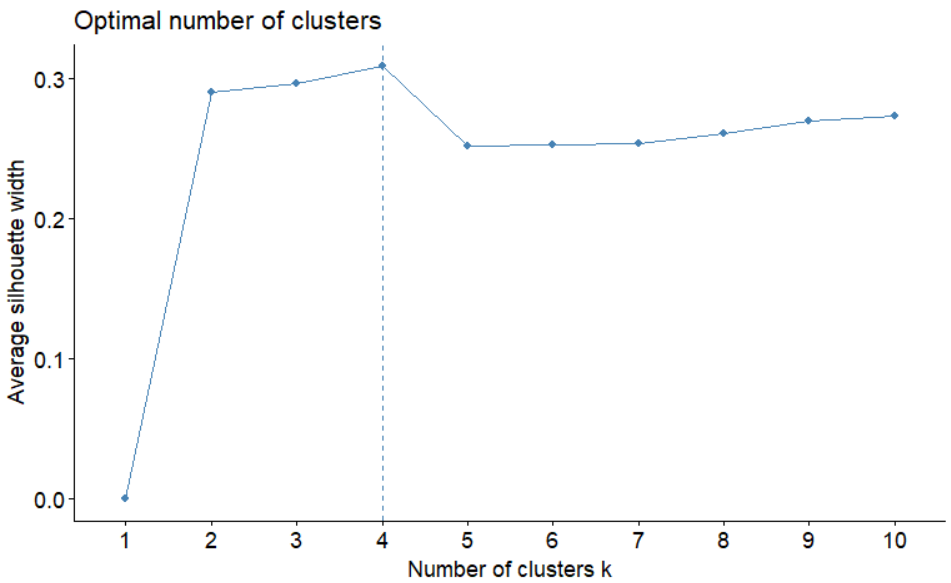 Optimal number of clusters
Average silhouette width
0.3
0.2
0.1
0.0
1 2 3 4 5 6 7 8 9 10
Number of clusters k